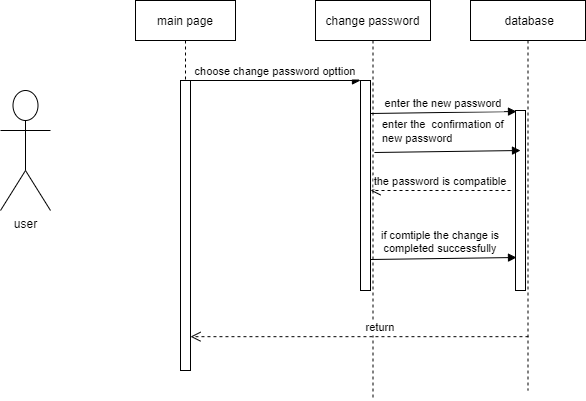 main page
change password
database
choose change password opttion
enter the new password
enter the confirmation of
new password
the password is compatible
user
if comtiple the change is
completed successfully
return